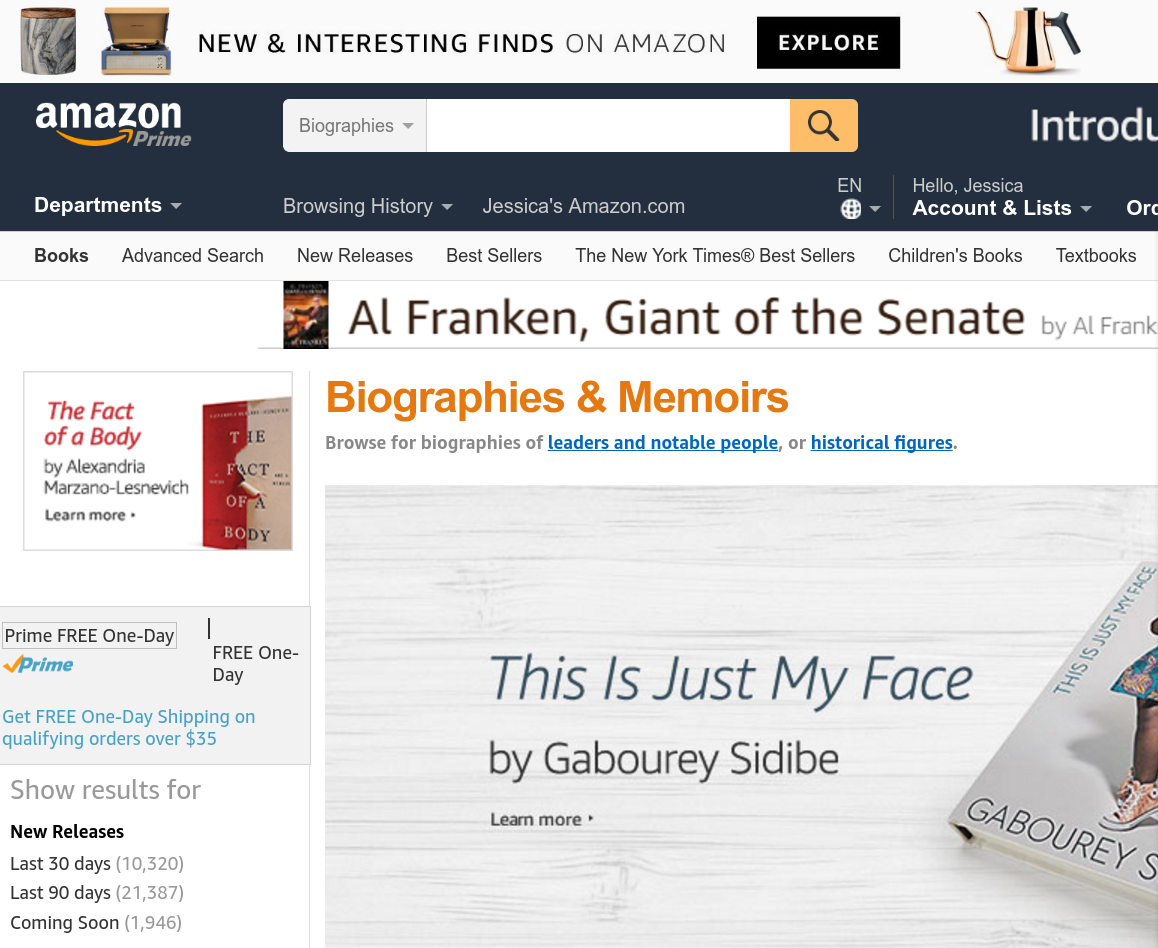 NEW & INTERESTING FINDS ON AMAZON
EXPLORE
amazon
Prime
Biographies
Introdu
Departments
Browsing History
Jessica's Amazon.com
EN
Hello, Jessica
Account & Lists
Orc
Books
Advanced Search
New Releases
Best Sellers
The New York Times® Best Sellers
Children's Books
Textbooks
AL FRANKEN
Al Franken, Giant of the Senate by Al Frank
The Fact
of a Body
by Alexandria
Marzano-Lesnevich
Learn more
THE
FACT
OF A
BODY
Biographies & Memoirs
Browse for biographies of leaders and notable people, or historical figures.
Prime FREE One-Day
Prime
FREE One-
Day
Get FREE One-Day Shipping on
qualifying orders over $35
Show results for
New Releases
Last 30 days (10,320)
Last 90 days (21,387)
Coming Soon (1,946)
This Is Just My Face
by Gabourey Sidibe
Learn more
THIS IS JUST MY FACE
GABOUREY S